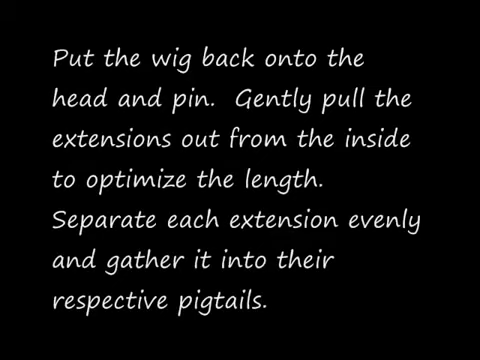 Put the wig back onto the
head and pin.  Gently pull the
extensions out from the inside
to optimize the length.
Separate each extension evenly
and gather it into their
respective pigtails.